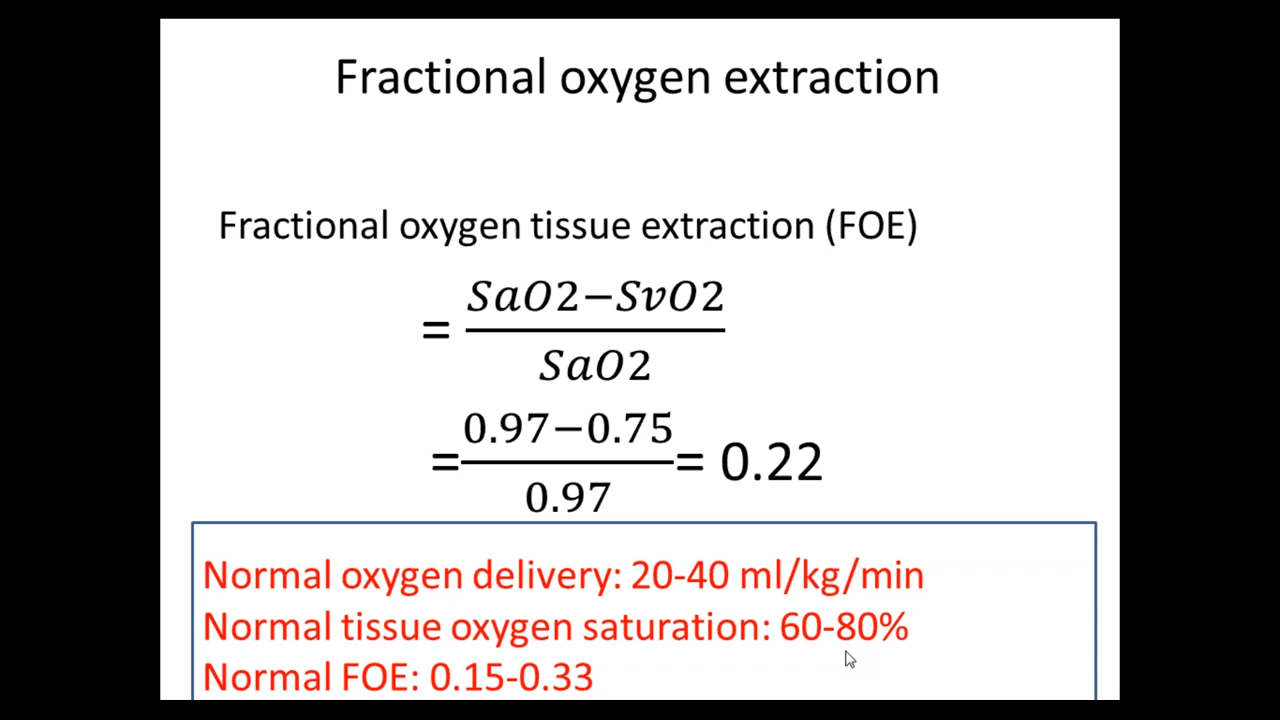 Fractional oxygen extraction
Fractional oxygen tissue extraction (FOE)
= SaO2−SvO2
SaO2
= 0.97−0.75 = 0.22
0.97
Normal oxygen delivery: 20-40 ml/kg/min
Normal tissue oxygen saturation: 60-80%
Normal FOE: 0.15-0.33